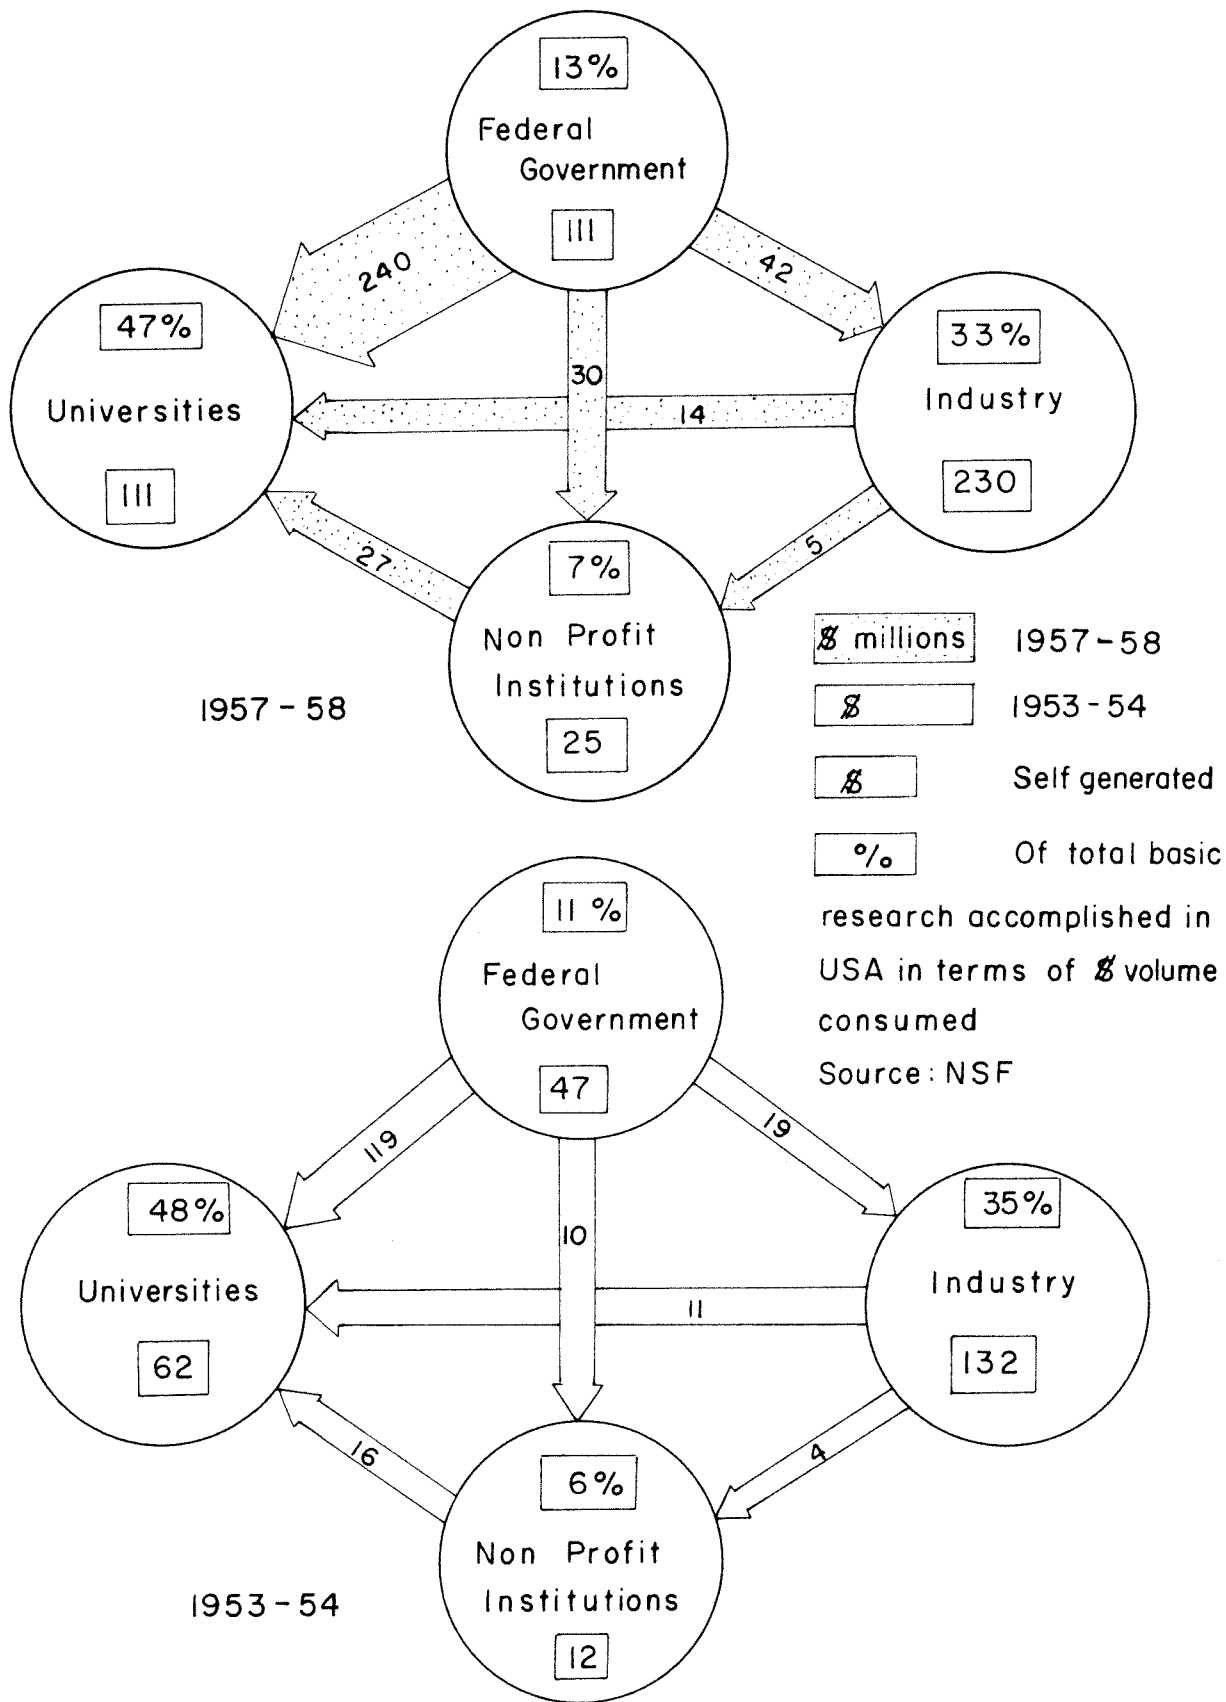 13%
Federal
Government
111
240
42
47%
Universities
111
33%
Industry
230
30
14
27
5
7%
Non Profit
Institutions
25
1957-58
$ millions 1957-58
$ 1953-54
$ Self generated
% Of total basic
research accomplished in
USA in terms of $ volume
consumed
Source: NSF
11 %
Federal
Government
47
119
19
48%
Universities
62
35%
Industry
132
10
11
16
4
6%
Non Profit
Institutions
12
1953-54